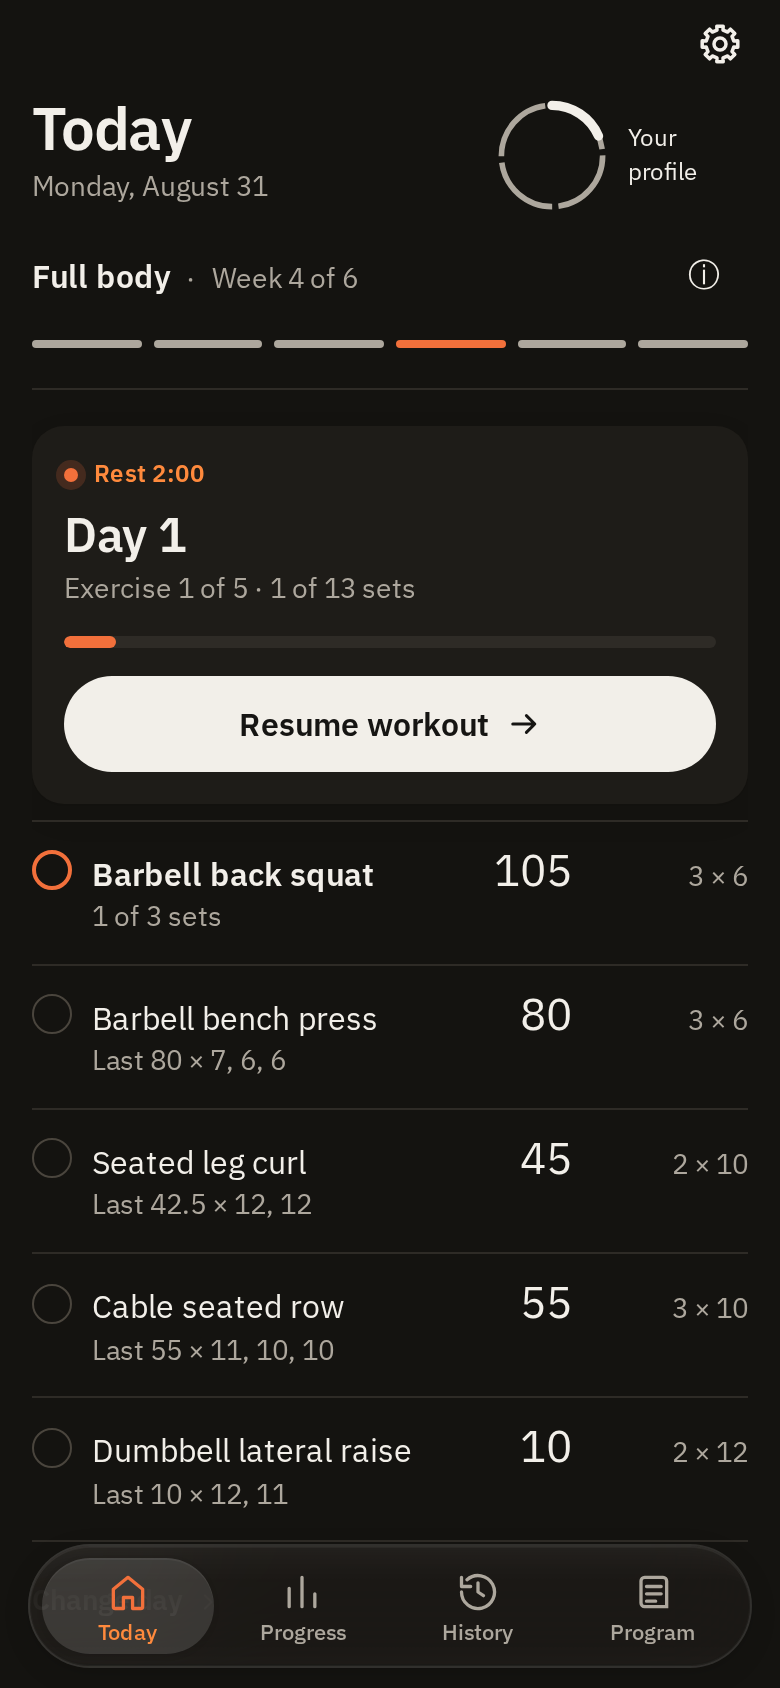 Today
Monday, August 31
Your
profile
Full body · Week 4 of 6
Rest 2:00
Day 1
Exercise 1 of 5 · 1 of 13 sets
Resume workout →
Barbell back squat 105 3 × 6
1 of 3 sets
Barbell bench press 80 3 × 6
Last 80 × 7, 6, 6
Seated leg curl 45 2 × 10
Last 42.5 × 12, 12
Cable seated row 55 3 × 10
Last 55 × 11, 10, 10
Dumbbell lateral raise 10 2 × 12
Last 10 × 12, 11
Change day
Today Progress History Program